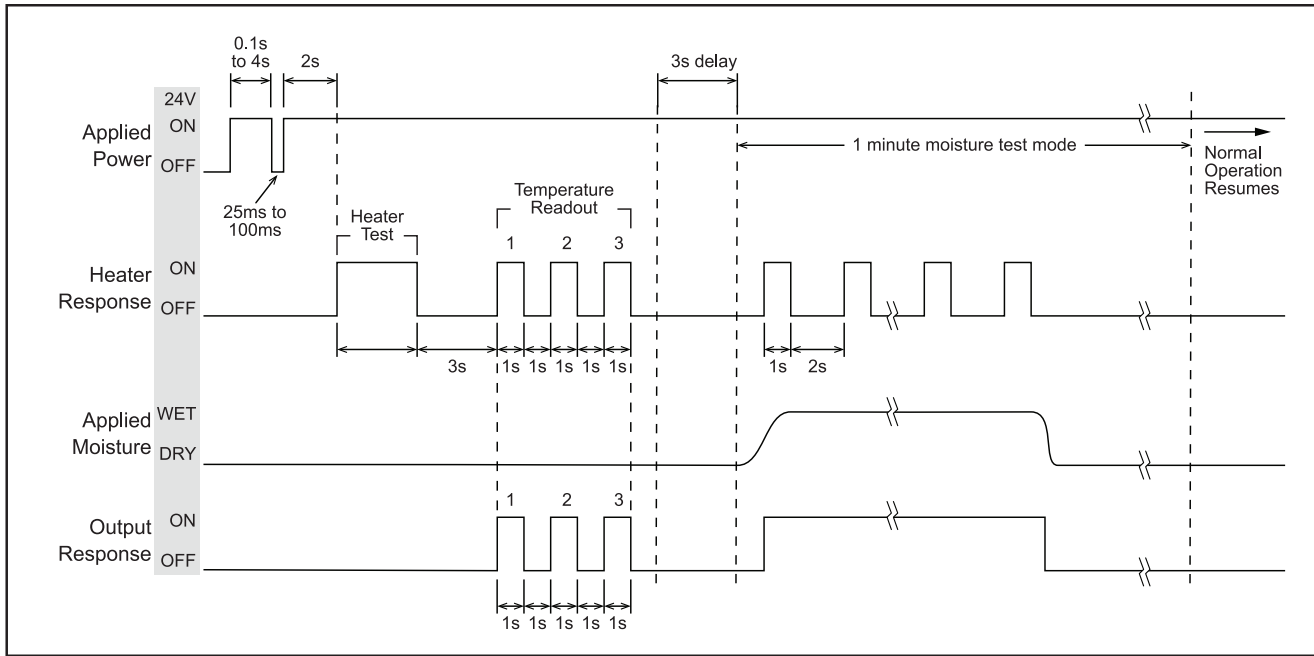 0.1s
to 4s
2s
3s delay
24V
ON
OFF
Applied
Power
1 minute moisture test mode
Normal
Operation
Resumes
25ms to
100ms
Heater
Test
Temperature
Readout
1 2 3
Heater
Response
ON
OFF
3s 1s 1s 1s 1s 1s 1s 2s
Applied
Moisture
WET
DRY
1 2 3
Output
Response
ON
OFF
1s 1s 1s 1s 1s